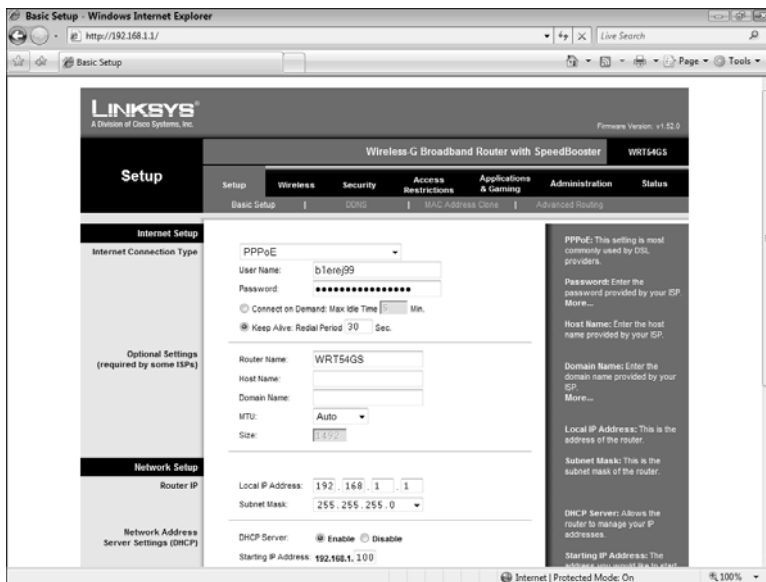 Basic Setup - Windows Internet Explorer
http://192.168.1.1/
Live Search
Basic Setup
Page
Tools
LINKSYS®
A Division of Cisco Systems, Inc.
Firmware Version: v1.52.0
Wireless-G Broadband Router with SpeedBooster
WRT54GS
Setup
Setup
Wireless
Security
Access Restrictions
Applications & Gaming
Administration
Status
Basic Setup | DDNS | MAC Address Clone | Advanced Routing
Internet Setup
Internet Connection Type
PPPoE
User Name: b1erej99
Password: ••••••••••••••••
Connect on Demand: Max Idle Time 5 Min.
Keep Alive: Redial Period 30 Sec.
Optional Settings
(required by some ISPs)
Router Name: WRT54GS
Host Name:
Domain Name:
MTU: Auto
Size: 1492
Network Setup
Router IP
Local IP Address: 192 . 168 . 1 . 1
Subnet Mask: 255.255.255.0
Network Address
Server Settings (DHCP)
DHCP Server: Enable Disable
Starting IP Address: 192.168.1. 100
PPPoE: This setting is most
commonly used by DSL
providers.
Password: Enter the
password provided by your ISP.
More...
Host Name: Enter the host
name provided by your ISP.
Domain Name: Enter the
domain name provided by your
ISP.
More...
Local IP Address: This is the
address of the router.
Subnet Mask: This is the
subnet mask of the router.
DHCP Server: Allows the
router to manage your IP
addresses.
Starting IP Address: The
address you would like to start
Internet | Protected Mode: On
100%